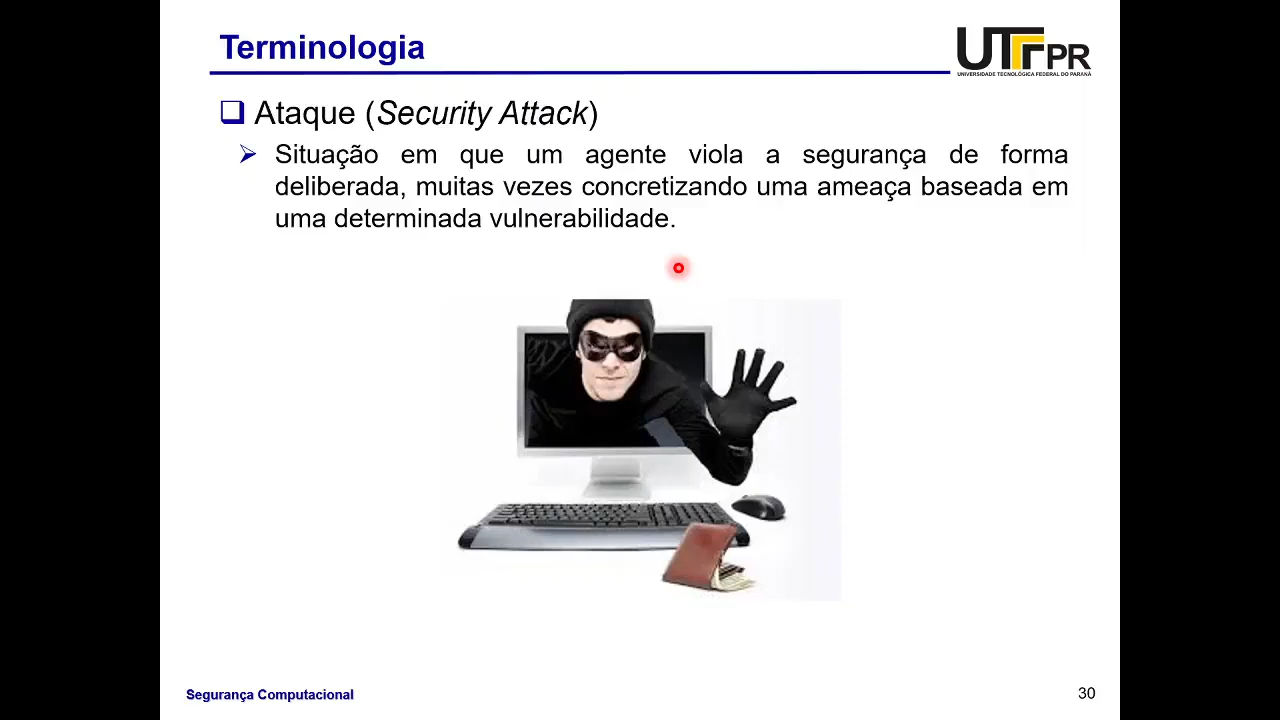 Terminologia
UTFPR
UNIVERSIDADE TECNOLÓGICA FEDERAL DO PARANÁ
Ataque (Security Attack)
Situação em que um agente viola a segurança de forma
deliberada, muitas vezes concretizando uma ameaça baseada em
uma determinada vulnerabilidade.
Segurança Computacional
30